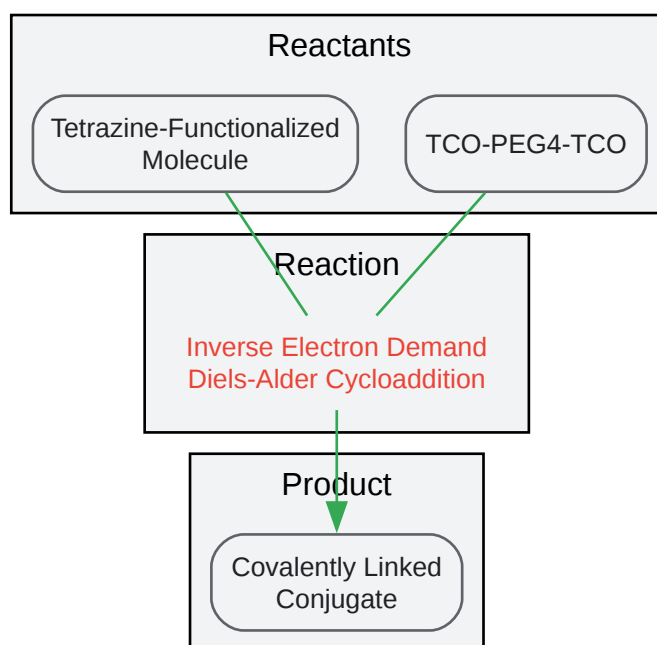 Reactants
Tetrazine-Functionalized
Molecule
TCO-PEG4-TCO
Reaction
Inverse Electron Demand
Diels-Alder Cycloaddition
Product
Covalently Linked
Conjugate